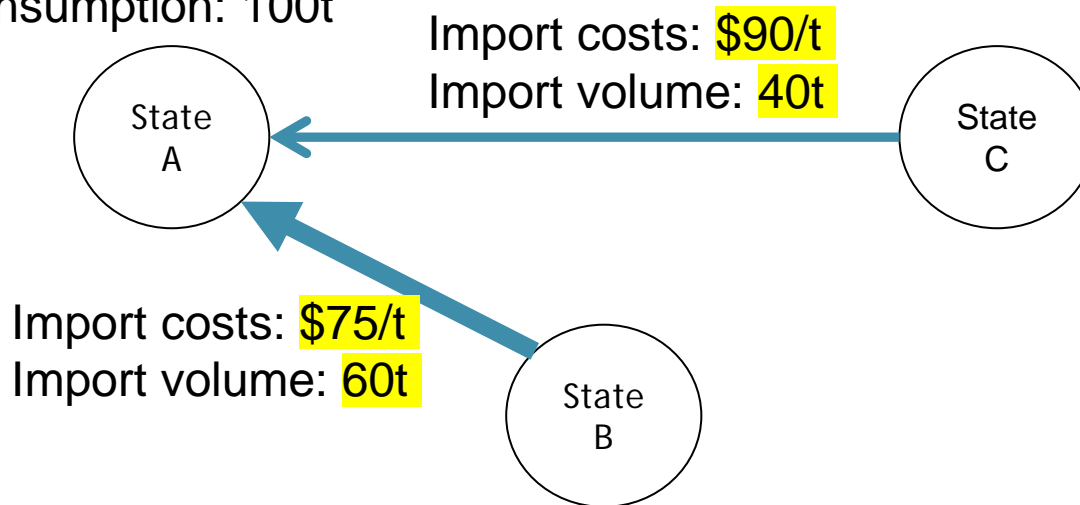 nsumption: 100t
Import costs: $90/t
Import volume: 40t
State
A
State
C
Import costs: $75/t
Import volume: 60t
State
B